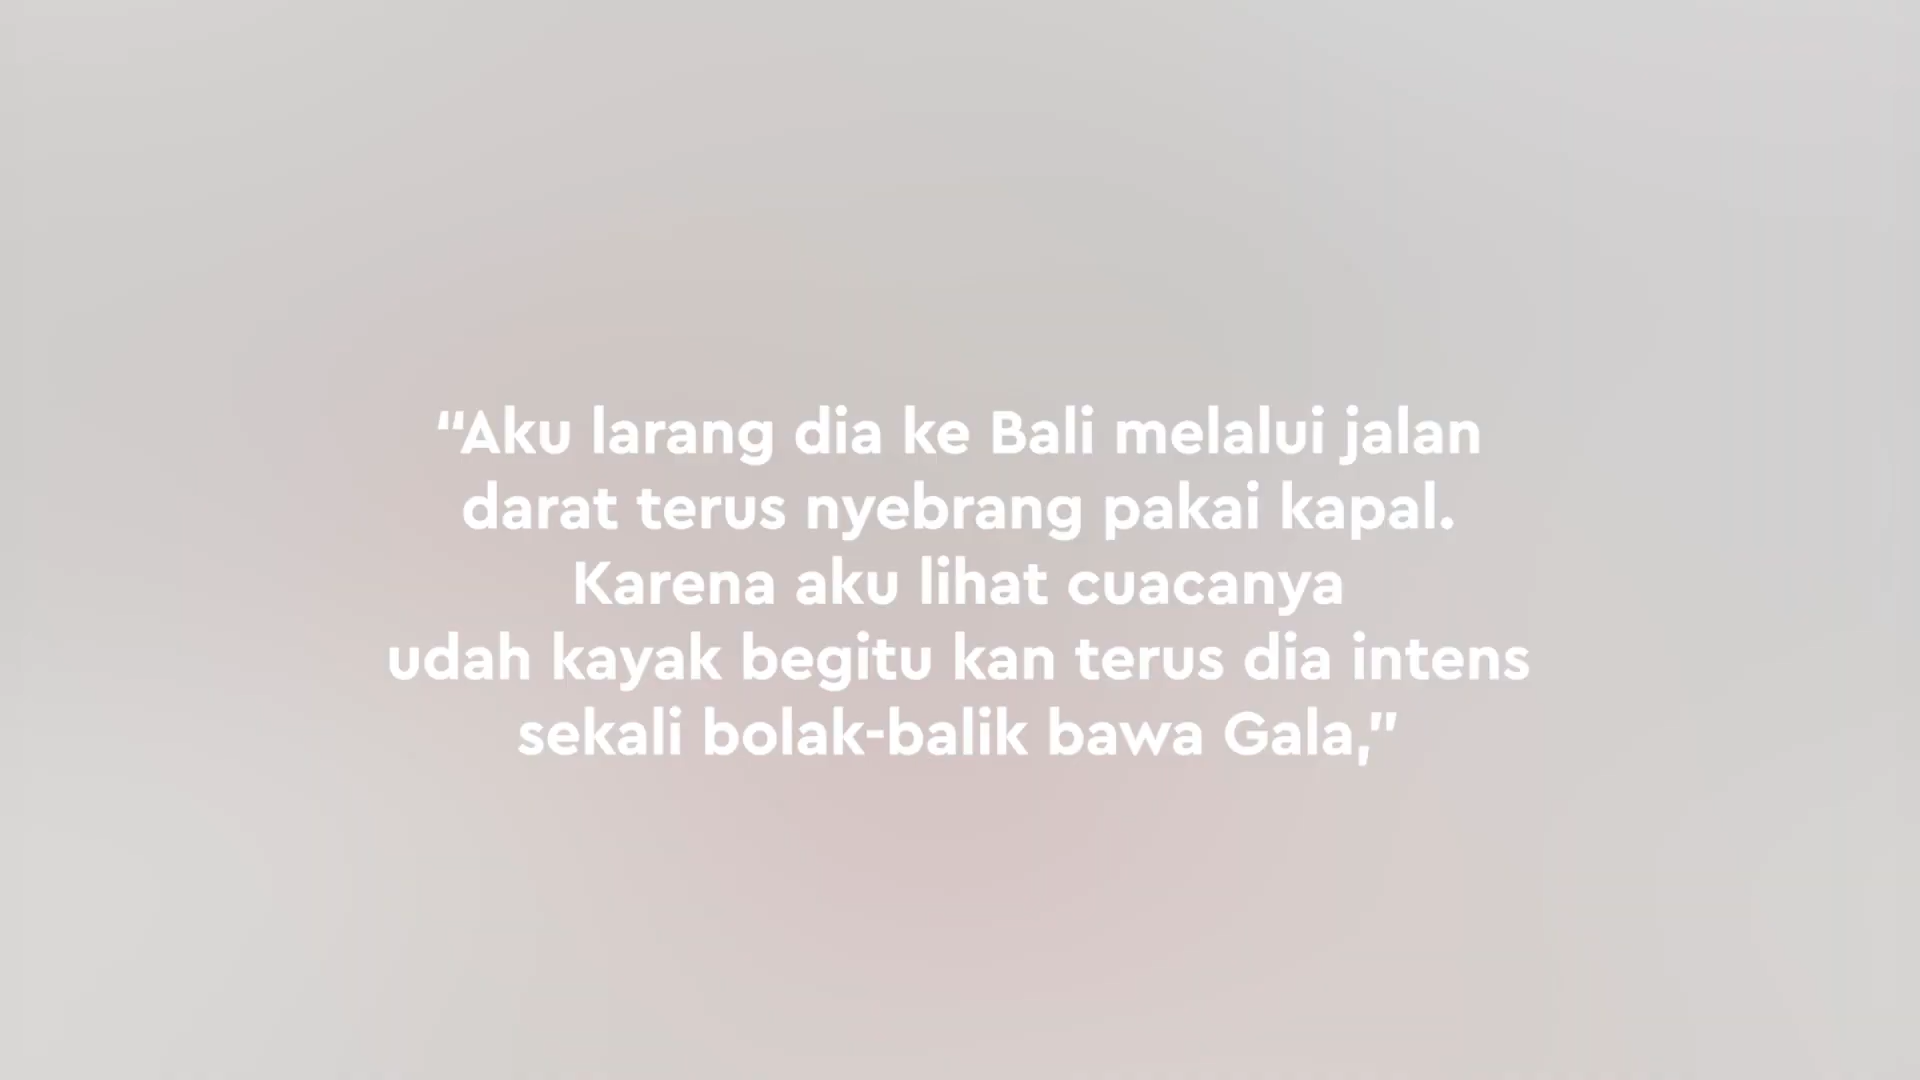 “Aku larang dia ke Bali melalui jalan
darat terus nyebrang pakai kapal.
Karena aku lihat cuacanya
udah kayak begitu kan terus dia intens
sekali bolak-balik bawa Gala,”